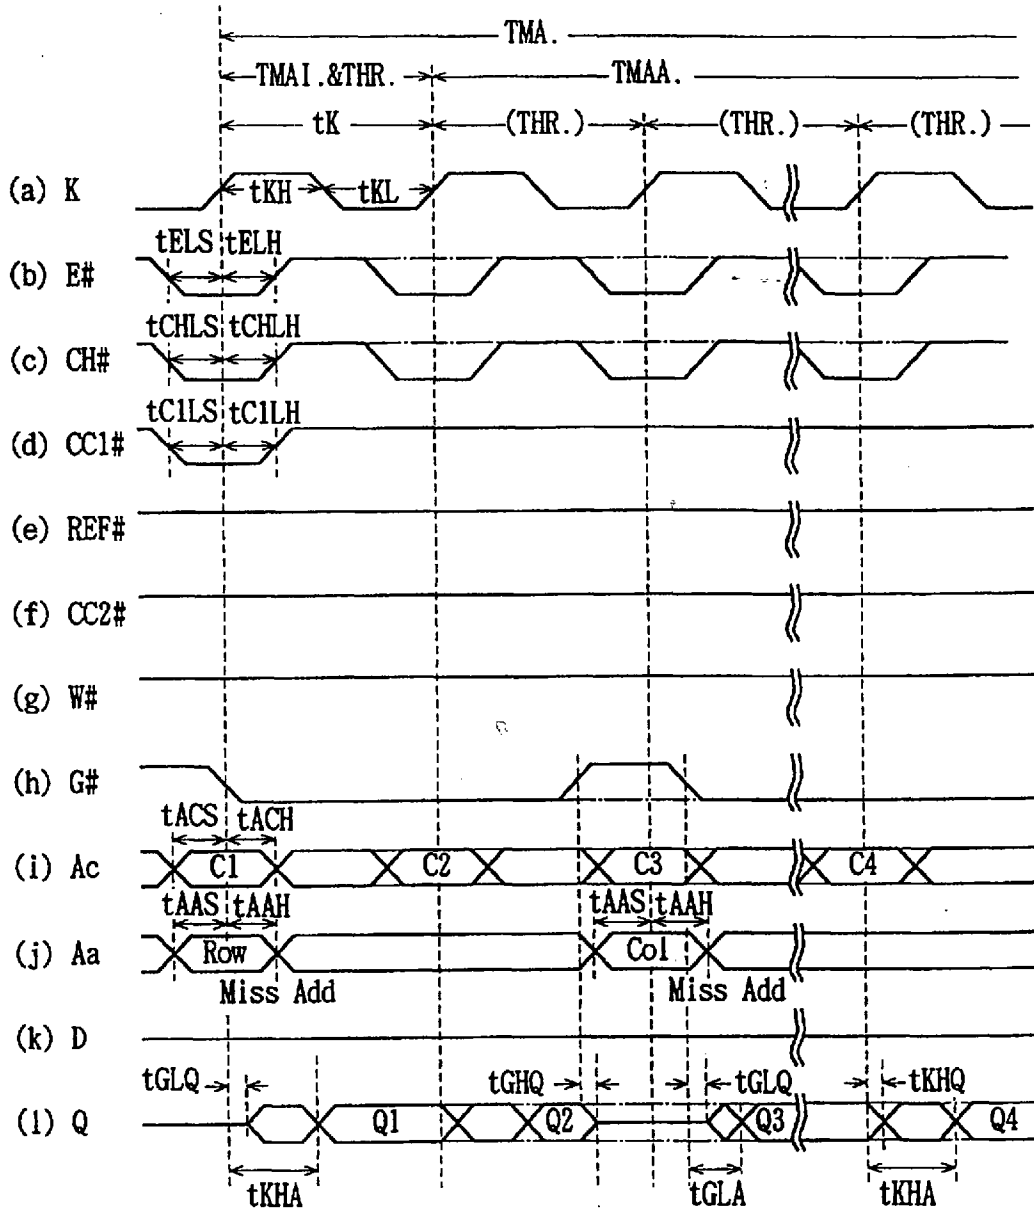 TMA.
TMAI.&THR. TMAA.
tK (THR.) (THR.) (THR.)
(a) K tKH tKL
tELS tELH
(b) E#
tCHLS tCHLH
(c) CH#
tC1LS tC1LH
(d) CC1#
(e) REF#
(f) CC2#
(g) W#
(h) G#
tACS tACH
(i) Ac C1 C2 C3 C4
tAAS tAAH tAAS tAAH
(j) Aa Row Col
Miss Add Miss Add
(k) D
tGLQ tGHQ tGLQ tKHQ
(l) Q Q1 Q2 Q3 Q4
tKHA tGLA tKHA